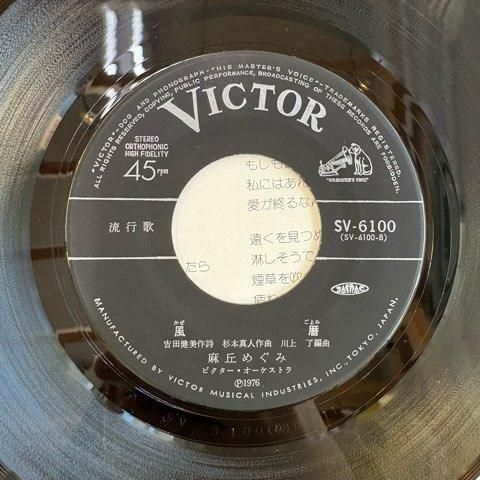 "VICTOR"—DOG AND PHONOGRAPH—"HIS MASTER'S VOICE"—TRADEMARKS REGISTERED.
ALL RIGHTS RESERVED, COPYING, PUBLIC PERFORMANCE, BROADCASTING OF THESE RECORDS ARE FORBIDDEN.
VICTOR
STEREO
ORTHOPHONIC
HIGH FIDELITY
45rpm
"HIS MASTER'S VOICE"
もしも
私にはあん
愛が終るなん
流行歌
SV-6100
(SV-6100-B)
遠くを見つめ
淋しそうで
たら
煙草を吹
かぜ ごよみ
風 暦
吉田健美作詩 杉本真人作曲 川上 了編曲
麻丘めぐみ
ビクター・オーケストラ
Ⓟ1976
MANUFACTURED BY VICTOR MUSICAL INDUSTRIES, INC., TOKYO, JAPAN.